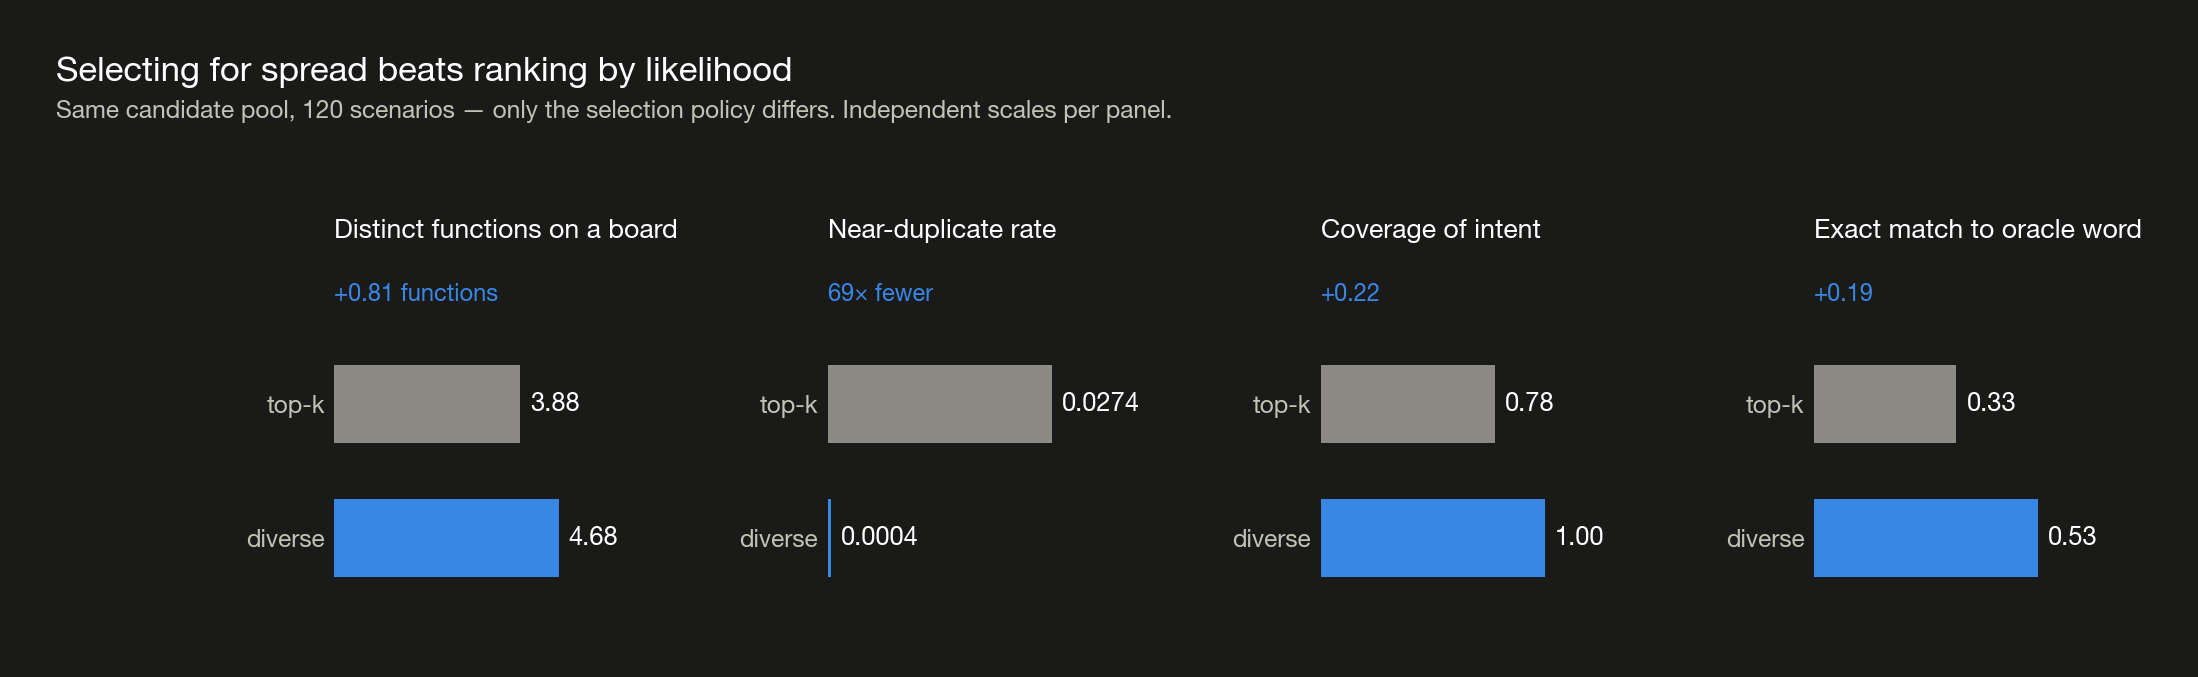 Selecting for spread beats ranking by likelihood
Same candidate pool, 120 scenarios — only the selection policy differs. Independent scales per panel.
Distinct functions on a board
+0.81 functions
top-k 3.88
diverse 4.68
Near-duplicate rate
69× fewer
top-k 0.0274
diverse 0.0004
Coverage of intent
+0.22
top-k 0.78
diverse 1.00
Exact match to oracle word
+0.19
top-k 0.33
diverse 0.53